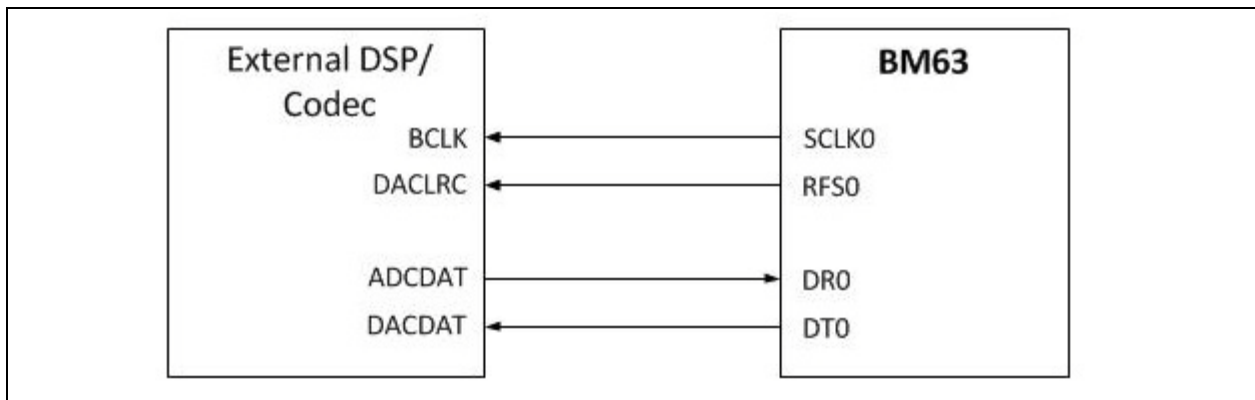 External DSP/
Codec
BCLK
DACLRC
ADCDAT
DACDAT
BM63
SCLK0
RFS0
DR0
DT0